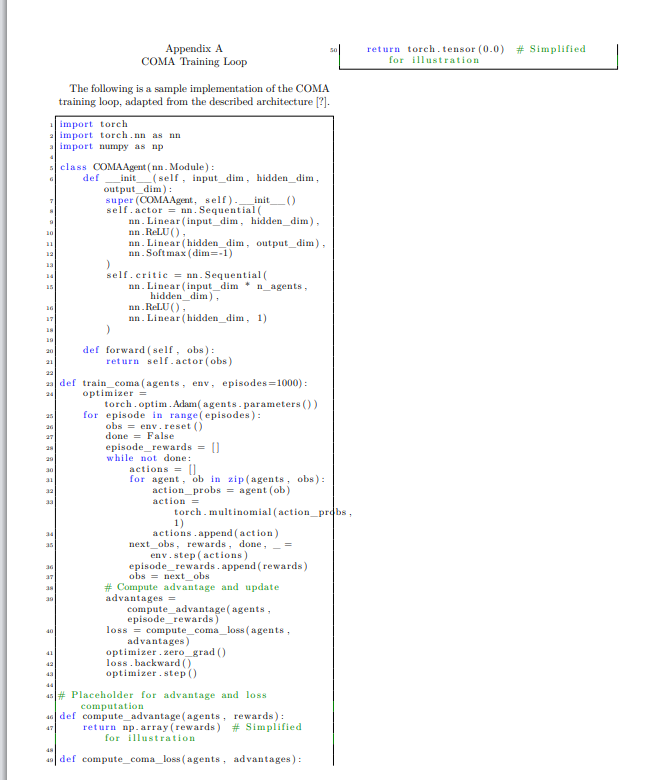 Appendix A
COMA Training Loop
The following is a sample implementation of the COMA
training loop, adapted from the described architecture [?].
1 import torch
2 import torch.nn as nn
3 import numpy as np
4
5 class COMAAgent(nn.Module):
6 def __init__(self, input_dim, hidden_dim,
output_dim):
7 super(COMAAgent, self).__init__()
8 self.actor = nn.Sequential(
9 nn.Linear(input_dim, hidden_dim),
10 nn.ReLU(),
11 nn.Linear(hidden_dim, output_dim),
12 nn.Softmax(dim=-1)
13 )
14 self.critic = nn.Sequential(
15 nn.Linear(input_dim * n_agents,
hidden_dim),
16 nn.ReLU(),
17 nn.Linear(hidden_dim, 1)
18 )
19
20 def forward(self, obs):
21 return self.actor(obs)
22
23 def train_coma(agents, env, episodes=1000):
24 optimizer =
torch.optim.Adam(agents.parameters())
25 for episode in range(episodes):
26 obs = env.reset()
27 done = False
28 episode_rewards = []
29 while not done:
30 actions = []
31 for agent, ob in zip(agents, obs):
32 action_probs = agent(ob)
33 action =
torch.multinomial(action_probs,
1)
34 actions.append(action)
35 next_obs, rewards, done, _ =
env.step(actions)
36 episode_rewards.append(rewards)
37 obs = next_obs
38 # Compute advantage and update
39 advantages =
compute_advantage(agents,
episode_rewards)
40 loss = compute_coma_loss(agents,
advantages)
41 optimizer.zero_grad()
42 loss.backward()
43 optimizer.step()
44
45 # Placeholder for advantage and loss
computation
46 def compute_advantage(agents, rewards):
47 return np.array(rewards) # Simplified
for illustration
48
49 def compute_coma_loss(agents, advantages):
50 return torch.tensor(0.0) # Simplified
for illustration